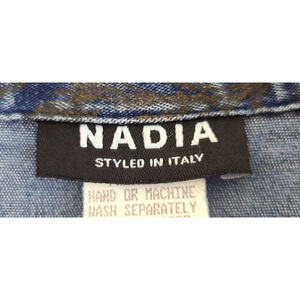 NADIA
STYLED IN ITALY
HAND OR MACHINE
WASH SEPARATELY